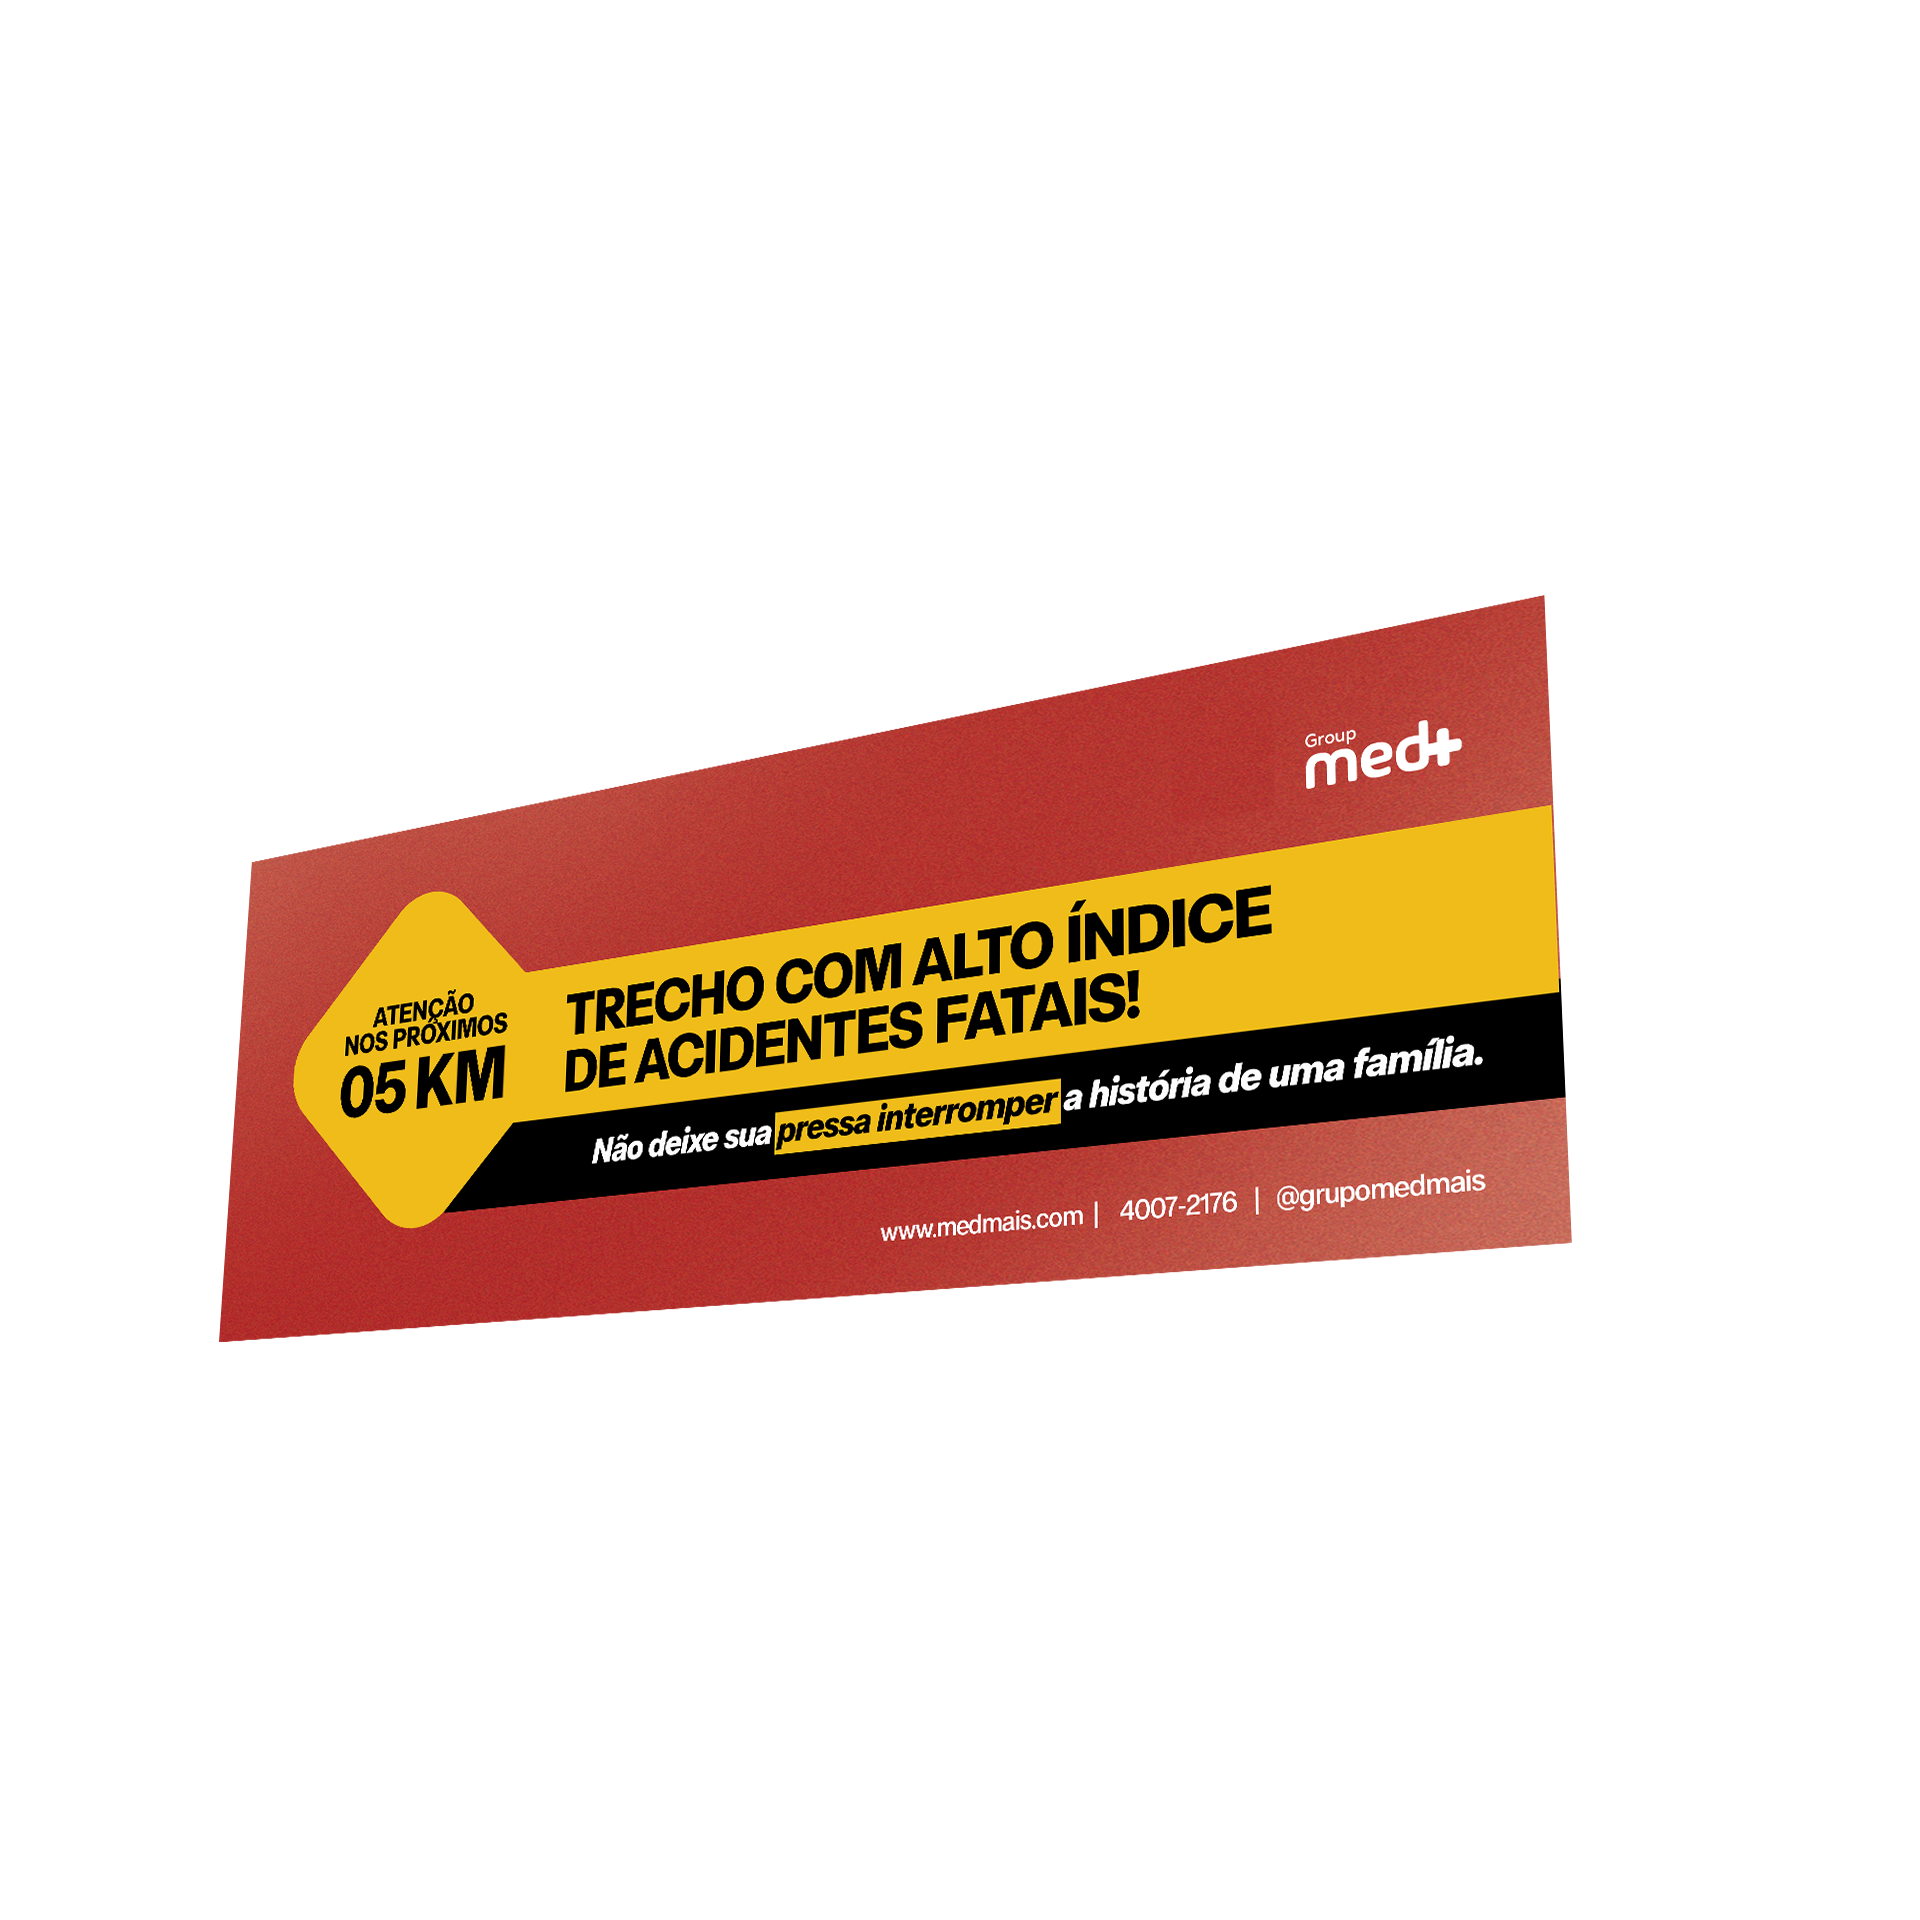 Group
med+
ATENÇÃO
NOS PRÓXIMOS
05 KM
TRECHO COM ALTO ÍNDICE
DE ACIDENTES FATAIS!
Não deixe sua pressa interromper a história de uma família.
www.medmais.com | 4007-2176 | @grupomedmais